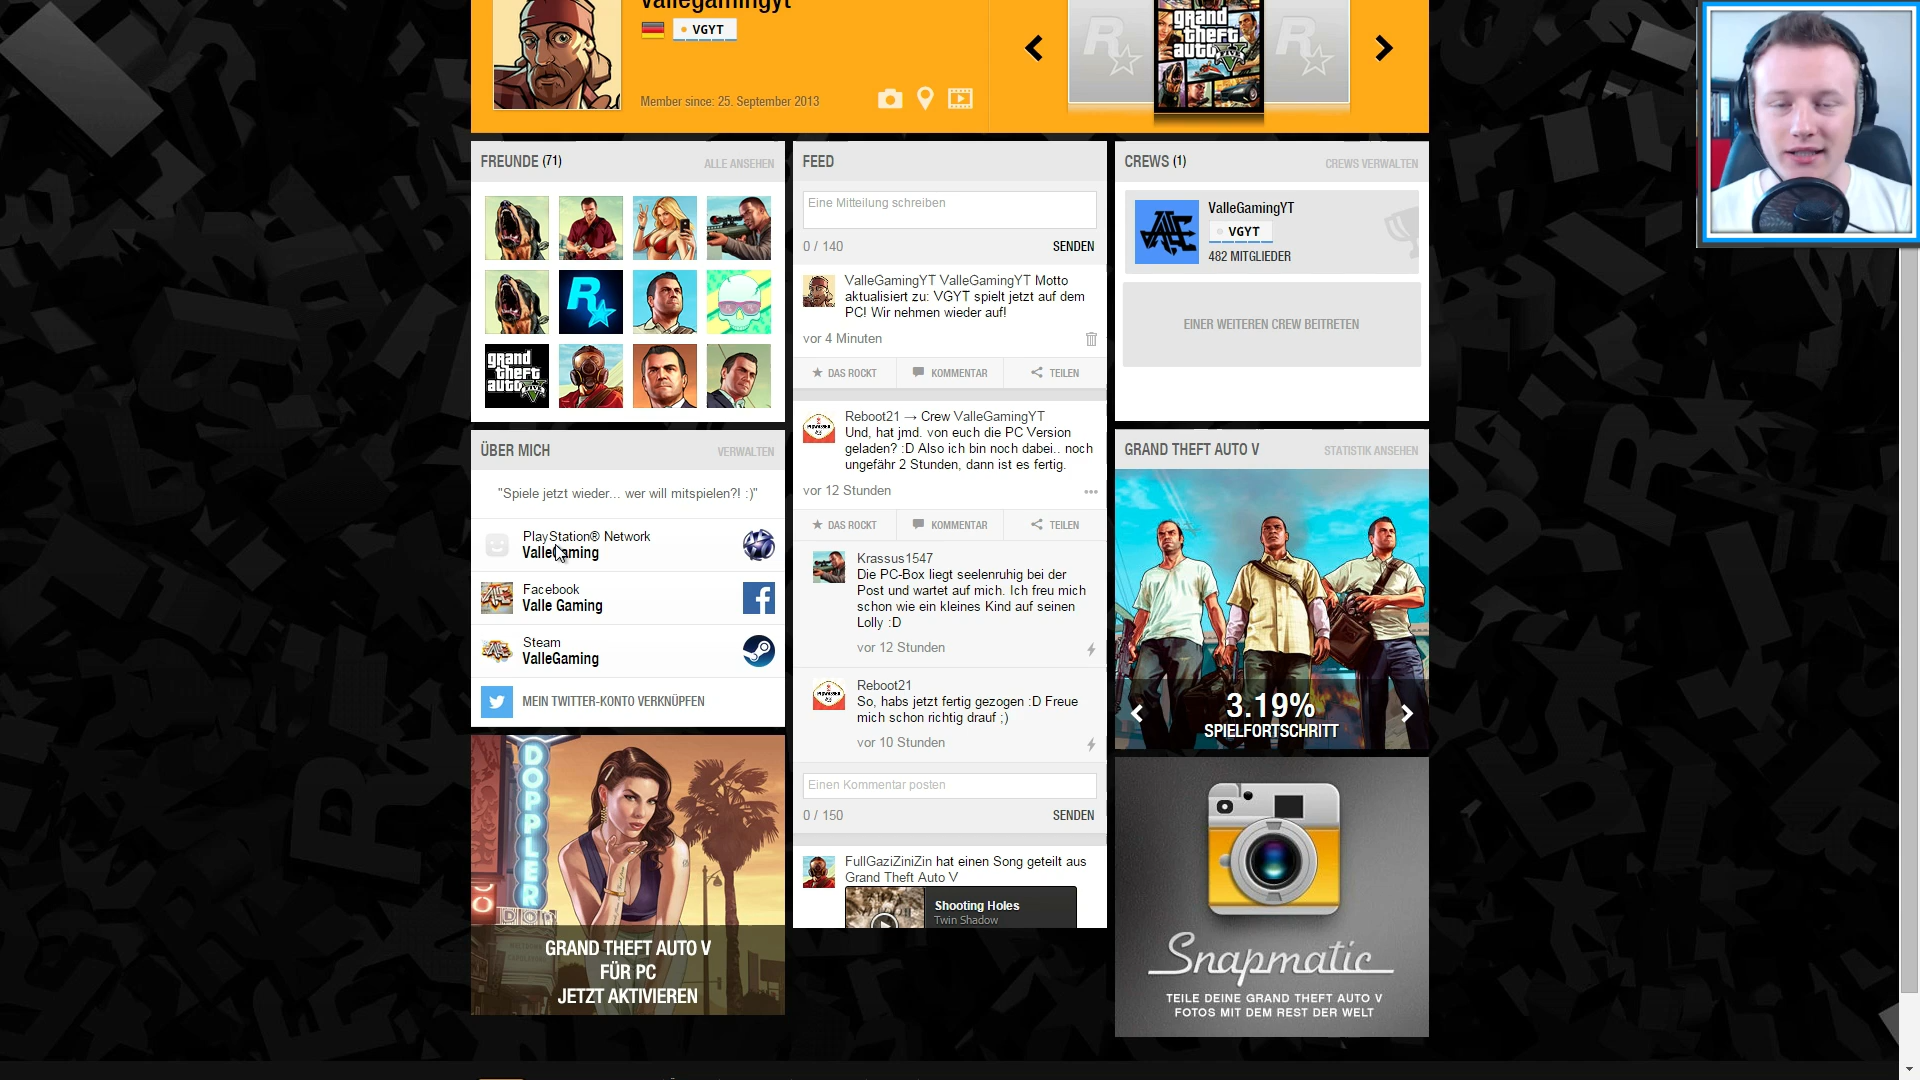 vallegamingyt
VGYT
Member since: 25. September 2013
grand
theft
auto V
FREUNDE (71)
ALLE ANSEHEN
grand
theft
auto V
ÜBER MICH
VERWALTEN
"Spiele jetzt wieder... wer will mitspielen?! :)"
PlayStation® Network
ValleGaming
Facebook
Valle Gaming
Steam
ValleGaming
MEIN TWITTER-KONTO VERKNÜPFEN
DOPPLER
GRAND THEFT AUTO V
FÜR PC
JETZT AKTIVIEREN
FEED
Eine Mitteilung schreiben
0 / 140
SENDEN
ValleGamingYT ValleGamingYT Motto
aktualisiert zu: VGYT spielt jetzt auf dem
PC! Wir nehmen wieder auf!
vor 4 Minuten
DAS ROCKT
KOMMENTAR
TEILEN
Reboot21 → Crew ValleGamingYT
Und, hat jmd. von euch die PC Version
geladen? :D Also ich bin noch dabei.. noch
ungefähr 2 Stunden, dann ist es fertig.
vor 12 Stunden
DAS ROCKT
KOMMENTAR
TEILEN
Krassus1547
Die PC-Box liegt seelenruhig bei der
Post und wartet auf mich. Ich freu mich
schon wie ein kleines Kind auf seinen
Lolly :D
vor 12 Stunden
Reboot21
So, habs jetzt fertig gezogen :D Freue
mich schon richtig drauf ;)
vor 10 Stunden
Einen Kommentar posten
0 / 150
SENDEN
FullGaziZiniZin hat einen Song geteilt aus
Grand Theft Auto V
Shooting Holes
Twin Shadow
CREWS (1)
CREWS VERWALTEN
ValleGamingYT
VGYT
482 MITGLIEDER
EINER WEITEREN CREW BEITRETEN
GRAND THEFT AUTO V
STATISTIK ANSEHEN
3.19%
SPIELFORTSCHRITT
Snapmatic
TEILE DEINE GRAND THEFT AUTO V
FOTOS MIT DEM REST DER WELT